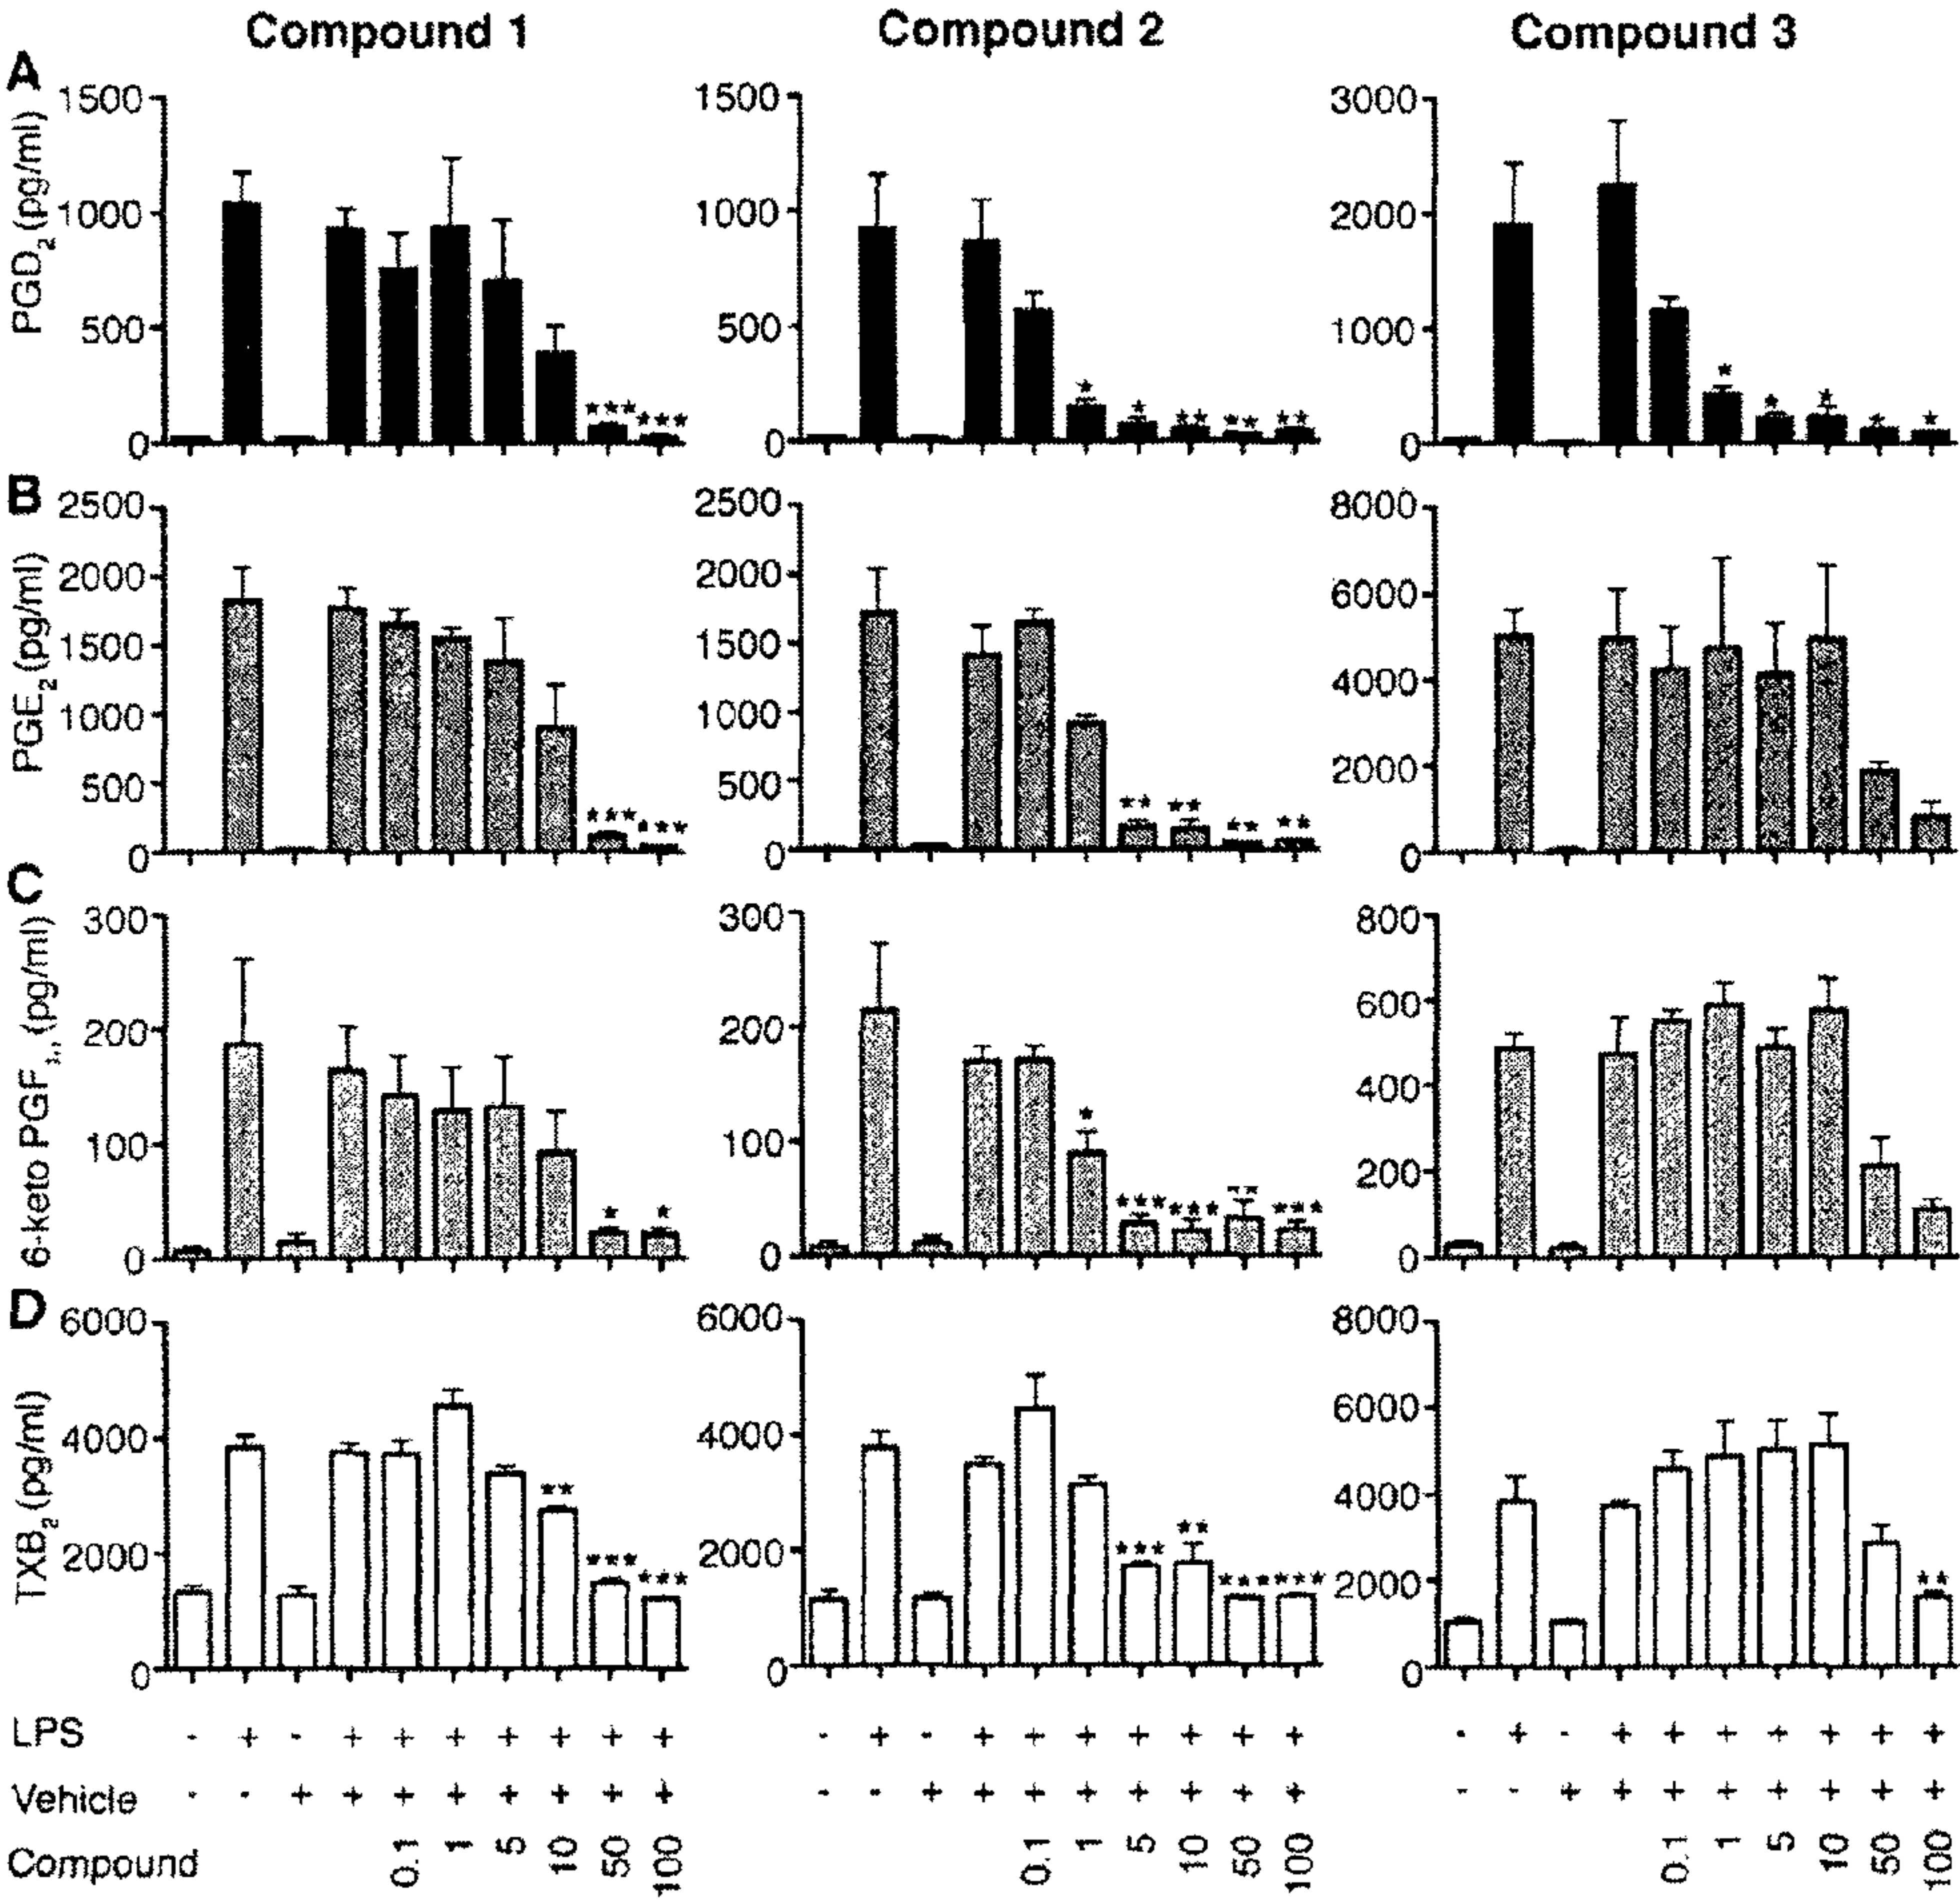 Compound 1 Compound 2 Compound 3
A
PGD2 (pg/ml)
1500 1000 500 0
1500 1000 500 0
3000 2000 1000 0
*** ***
* * ** ** **
* * * * *
B
PGE2 (pg/ml)
2500 2000 1500 1000 500 0
2500 2000 1500 1000 500 0
8000 6000 4000 2000 0
*** ***
** ** ** **
C
6-keto PGF (pg/ml)
300 200 100 0
300 200 100 0
800 600 400 200 0
* *
* *** *** ** ***
D
TXB2 (pg/ml)
6000 4000 2000 0
6000 4000 2000 0
8000 6000 4000 2000 0
** *** ***
*** ** *** ***
**
LPS - + - + + + + + + + - + - + + + + + + + - + - + + + + + + +
Vehicle - - + + + + + + + + - - + + + + + + + + - - + + + + + + + +
Compound 0.1 1 5 10 50 100 0.1 1 5 10 50 100 0.1 1 5 10 50 100